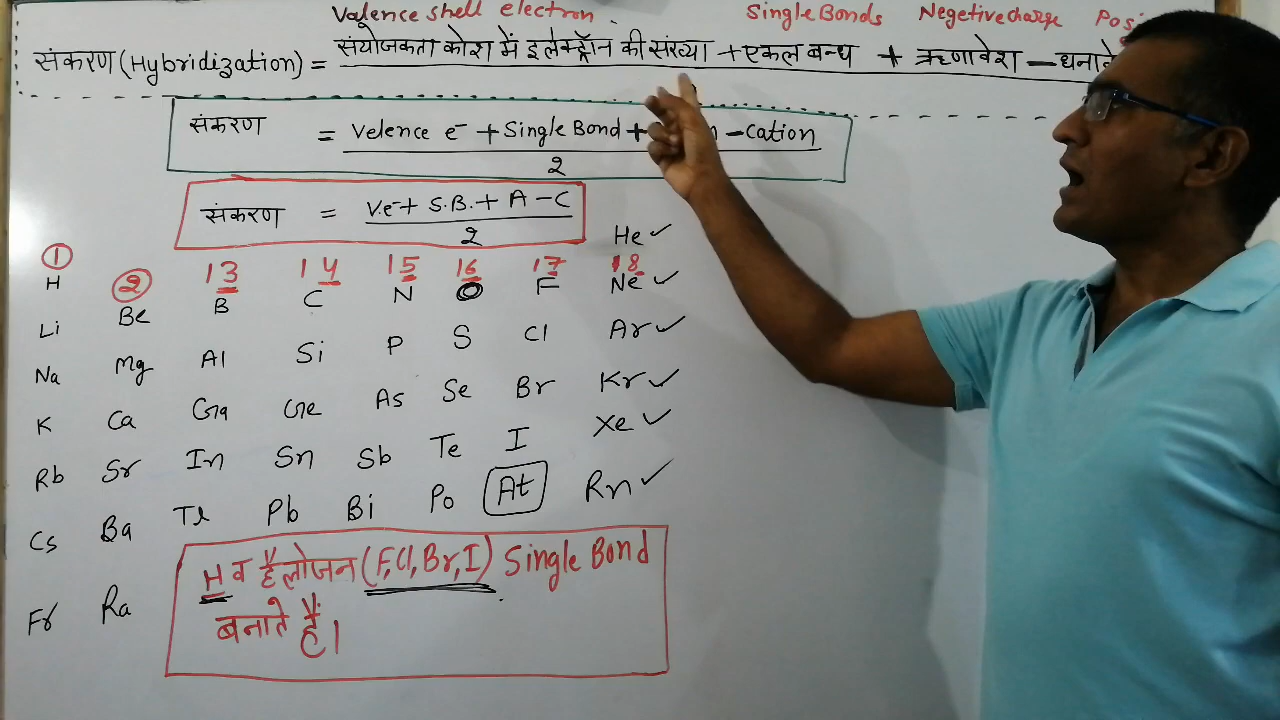 Valence shell electron. Single Bonds Negetive charge
संकरण (Hybridization) = संयोजकता कोश में इलेक्ट्रॉन की संख्या + एकल बन्ध + ऋणावेश —
संकरण = Velence e⁻ + Single Bond + – Cation
2
संकरण = V.e⁻ + S.B. + A – C
2
He ✓
1 2 13 14 15 16 17 18
H Be B C N O F Ne ✓
Li Mg Al Si P S Cl Ar ✓
Na Ca Ga Ge As Se Br Kr ✓
K Sr In Sn Sb Te I Xe ✓
Rb Ba Tl Pb Bi Po At Rn ✓
Cs Ra
Fr
H व हैलोजन (F, Cl, Br, I) Single Bond
बनाते हैं।